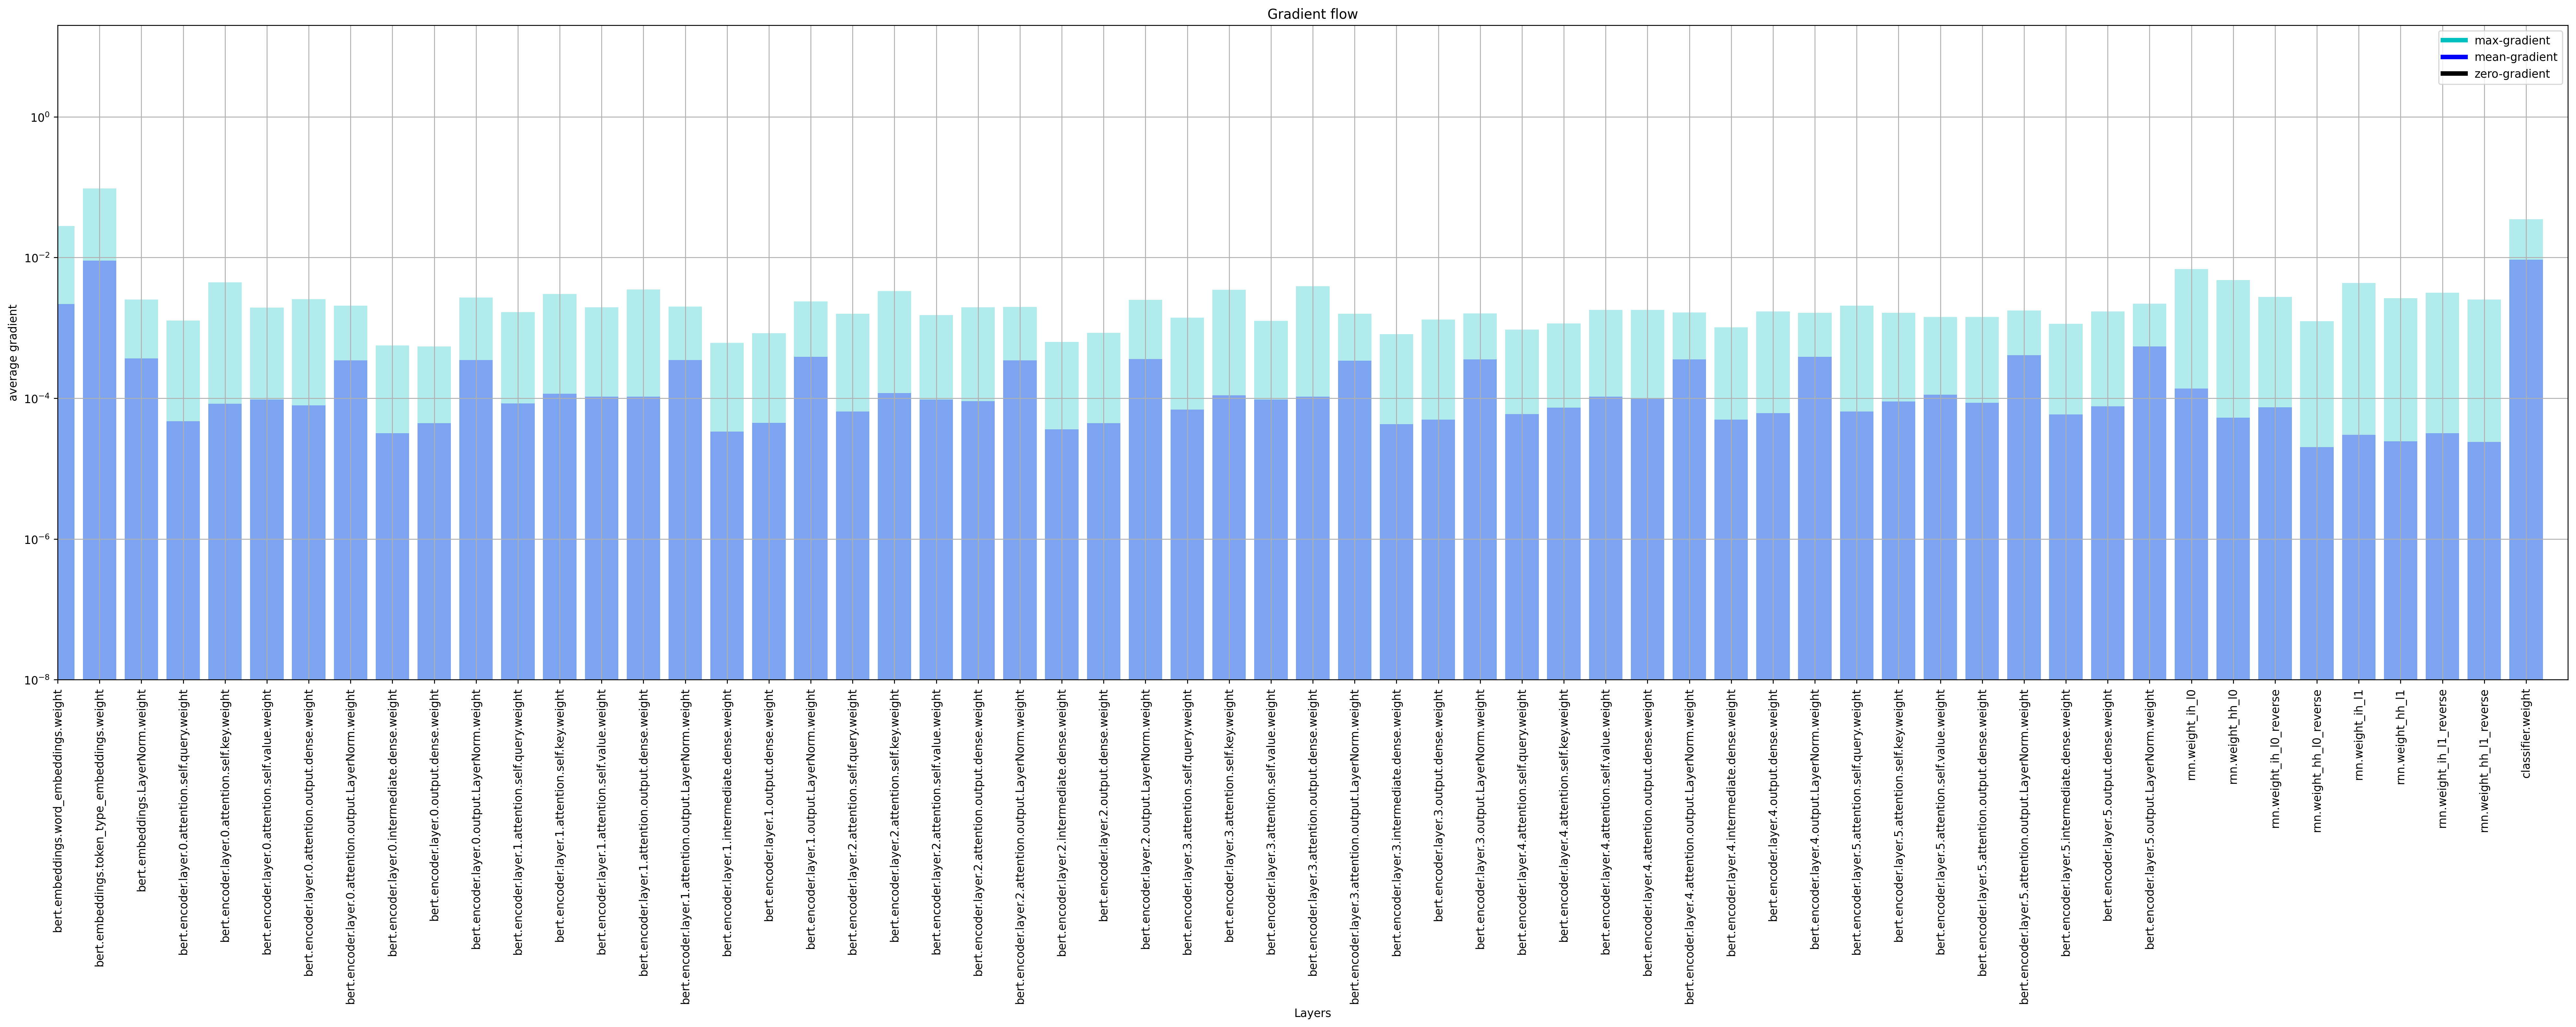 Gradient flow
max-gradient
mean-gradient
zero-gradient
average gradient
10⁰
10⁻²
10⁻⁴
10⁻⁶
10⁻⁸
bert.embeddings.word_embeddings.weight
bert.embeddings.token_type_embeddings.weight
bert.embeddings.LayerNorm.weight
bert.encoder.layer.0.attention.self.query.weight
bert.encoder.layer.0.attention.self.key.weight
bert.encoder.layer.0.attention.self.value.weight
bert.encoder.layer.0.attention.output.dense.weight
bert.encoder.layer.0.attention.output.LayerNorm.weight
bert.encoder.layer.0.intermediate.dense.weight
bert.encoder.layer.0.output.dense.weight
bert.encoder.layer.0.output.LayerNorm.weight
bert.encoder.layer.1.attention.self.query.weight
bert.encoder.layer.1.attention.self.key.weight
bert.encoder.layer.1.attention.self.value.weight
bert.encoder.layer.1.attention.output.dense.weight
bert.encoder.layer.1.attention.output.LayerNorm.weight
bert.encoder.layer.1.intermediate.dense.weight
bert.encoder.layer.1.output.dense.weight
bert.encoder.layer.1.output.LayerNorm.weight
bert.encoder.layer.2.attention.self.query.weight
bert.encoder.layer.2.attention.self.key.weight
bert.encoder.layer.2.attention.self.value.weight
bert.encoder.layer.2.attention.output.dense.weight
bert.encoder.layer.2.attention.output.LayerNorm.weight
bert.encoder.layer.2.intermediate.dense.weight
bert.encoder.layer.2.output.dense.weight
bert.encoder.layer.2.output.LayerNorm.weight
bert.encoder.layer.3.attention.self.query.weight
bert.encoder.layer.3.attention.self.key.weight
bert.encoder.layer.3.attention.self.value.weight
bert.encoder.layer.3.attention.output.dense.weight
bert.encoder.layer.3.attention.output.LayerNorm.weight
bert.encoder.layer.3.intermediate.dense.weight
bert.encoder.layer.3.output.dense.weight
bert.encoder.layer.3.output.LayerNorm.weight
bert.encoder.layer.4.attention.self.query.weight
bert.encoder.layer.4.attention.self.key.weight
bert.encoder.layer.4.attention.self.value.weight
bert.encoder.layer.4.attention.output.dense.weight
bert.encoder.layer.4.attention.output.LayerNorm.weight
bert.encoder.layer.4.intermediate.dense.weight
bert.encoder.layer.4.output.dense.weight
bert.encoder.layer.4.output.LayerNorm.weight
bert.encoder.layer.5.attention.self.query.weight
bert.encoder.layer.5.attention.self.key.weight
bert.encoder.layer.5.attention.self.value.weight
bert.encoder.layer.5.attention.output.dense.weight
bert.encoder.layer.5.attention.output.LayerNorm.weight
bert.encoder.layer.5.intermediate.dense.weight
bert.encoder.layer.5.output.dense.weight
bert.encoder.layer.5.output.LayerNorm.weight
rnn.weight_ih_l0
rnn.weight_hh_l0
rnn.weight_ih_l0_reverse
rnn.weight_hh_l0_reverse
rnn.weight_ih_l1
rnn.weight_hh_l1
rnn.weight_ih_l1_reverse
rnn.weight_hh_l1_reverse
classifier.weight
Layers